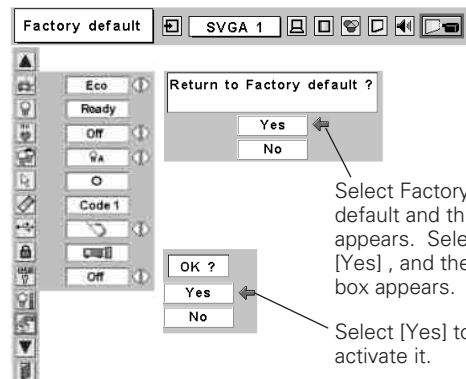 Factory default
SVGA 1
Eco
Ready
Off
A
Code 1
Off
Return to Factory default ?
Yes
No
Select Factory
default and th
appears. Sele
[Yes] , and the
box appears.
OK ?
Yes
No
Select [Yes] to
activate it.